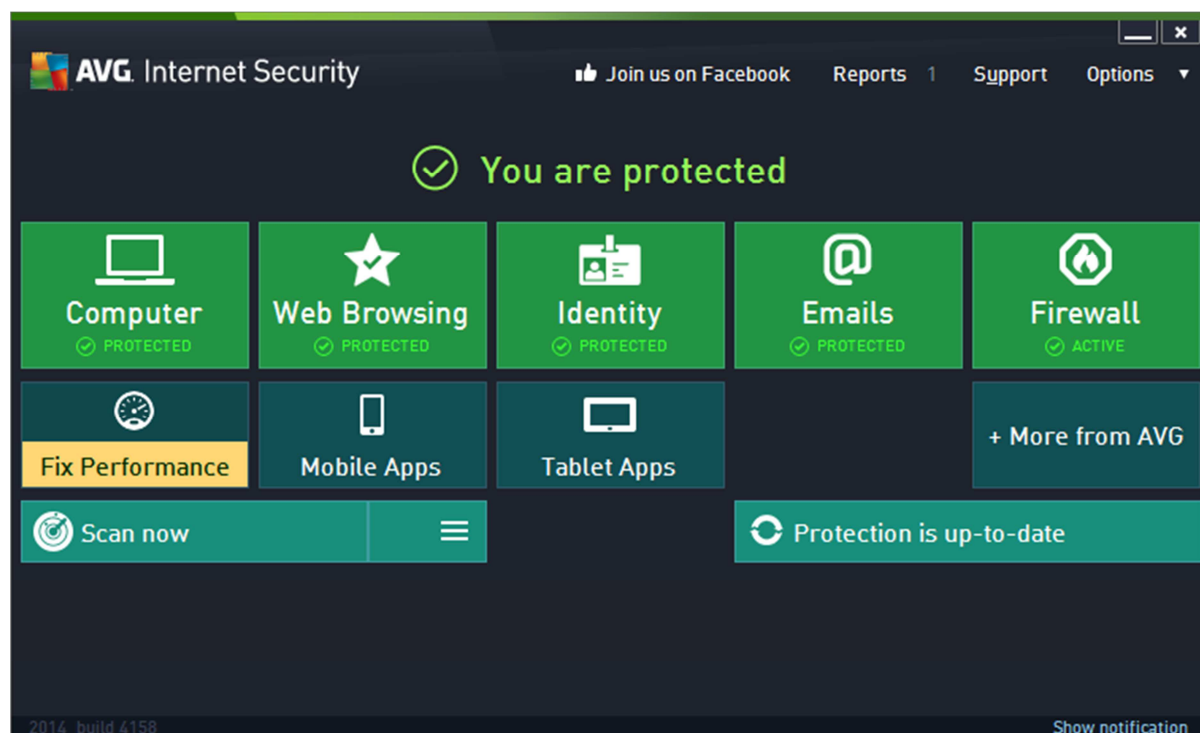 AVG. Internet Security
Join us on Facebook Reports 1 Support Options
You are protected
Computer Web Browsing Identity Emails Firewall
PROTECTED PROTECTED PROTECTED PROTECTED ACTIVE
+ More from AVG
Fix Performance Mobile Apps Tablet Apps
Scan now Protection is up-to-date
2014 build 4158 Show notification